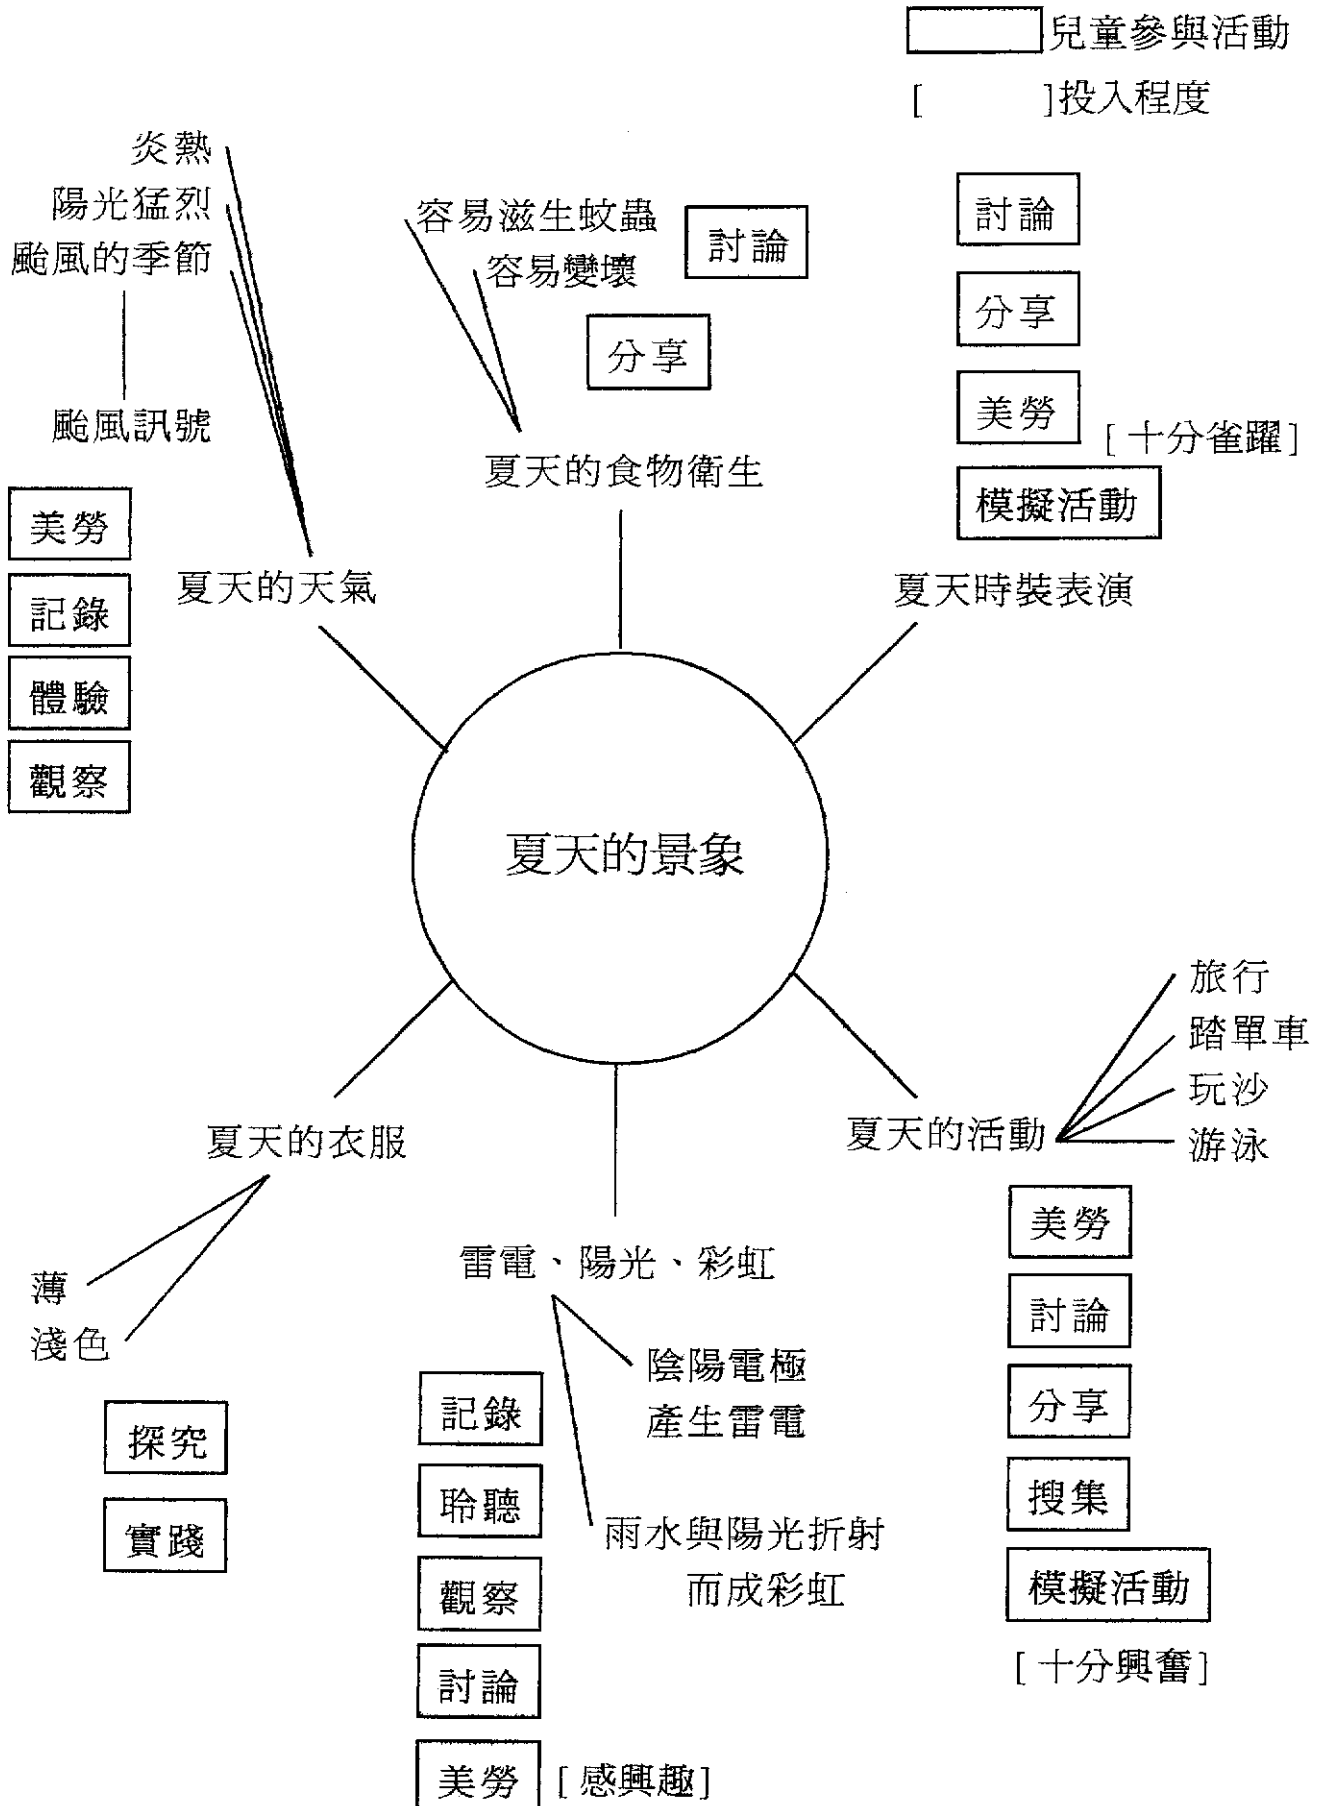 兒童參與活動
[ ]投入程度
炎熱
陽光猛烈
颱風的季節
颱風訊號
美勞
記錄
體驗
觀察
夏天的天氣
容易滋生蚊蟲
容易變壞
討論
分享
夏天的食物衛生
討論
分享
美勞
[十分雀躍]
模擬活動
夏天時裝表演
夏天的景象
夏天的衣服
薄
淺色
探究
實踐
雷電、陽光、彩虹
陰陽電極
產生雷電
雨水與陽光折射
而成彩虹
記錄
聆聽
觀察
討論
美勞
[感興趣]
夏天的活動
旅行
踏單車
玩沙
游泳
美勞
討論
分享
搜集
模擬活動
[十分興奮]